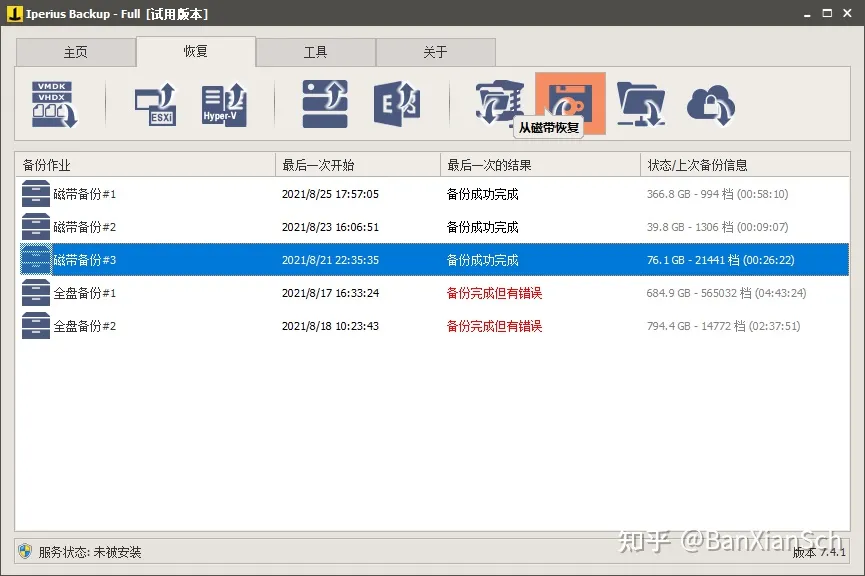 Iperius Backup - Full [试用版本]
主页 恢复 工具 关于
VMDK
VHDX
ESXi
Hyper-V
E
从磁带恢复
备份作业 最后一次开始 最后一次的结果 状态/上次备份信息
磁带备份#1 2021/8/25 17:57:05 备份成功完成 366.8 GB - 994 档 (00:58:10)
磁带备份#2 2021/8/23 16:06:51 备份成功完成 39.8 GB - 1306 档 (00:09:07)
磁带备份#3 2021/8/21 22:35:35 备份成功完成 76.1 GB - 21441 档 (00:26:22)
全盘备份#1 2021/8/17 16:33:24 备份完成但有错误 684.9 GB - 565032 档 (04:43:24)
全盘备份#2 2021/8/18 10:23:43 备份完成但有错误 794.4 GB - 14772 档 (02:37:51)
知乎 @BanXianSch
服务状态: 未被安装 版本 7.4.1